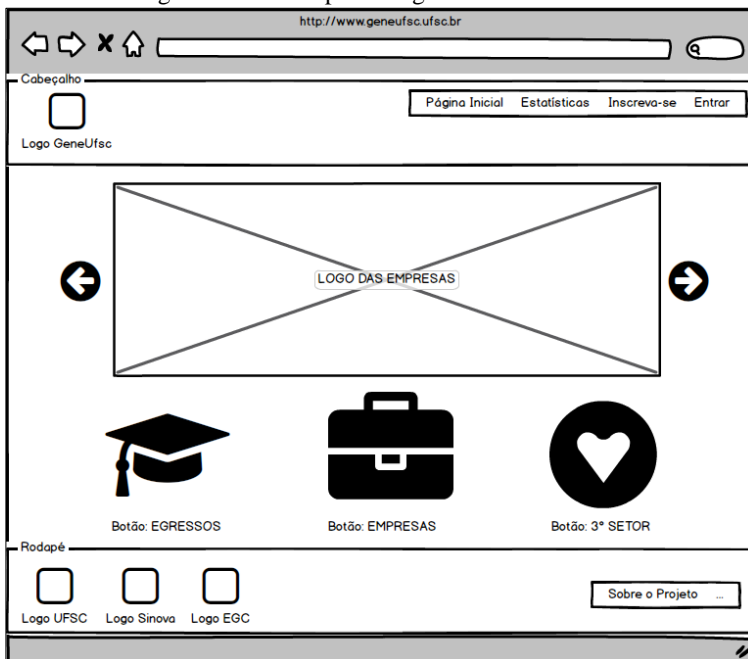 http://www.geneufsc.ufsc.br
Cabeçalho
Página Inicial Estatísticas Inscreva-se Entrar
Logo GeneUfsc
LOGO DAS EMPRESAS
Botão: EGRESSOS Botão: EMPRESAS Botão: 3º SETOR
Rodapé
Sobre o Projeto ...
Logo UFSC Logo Sinova Logo EGC